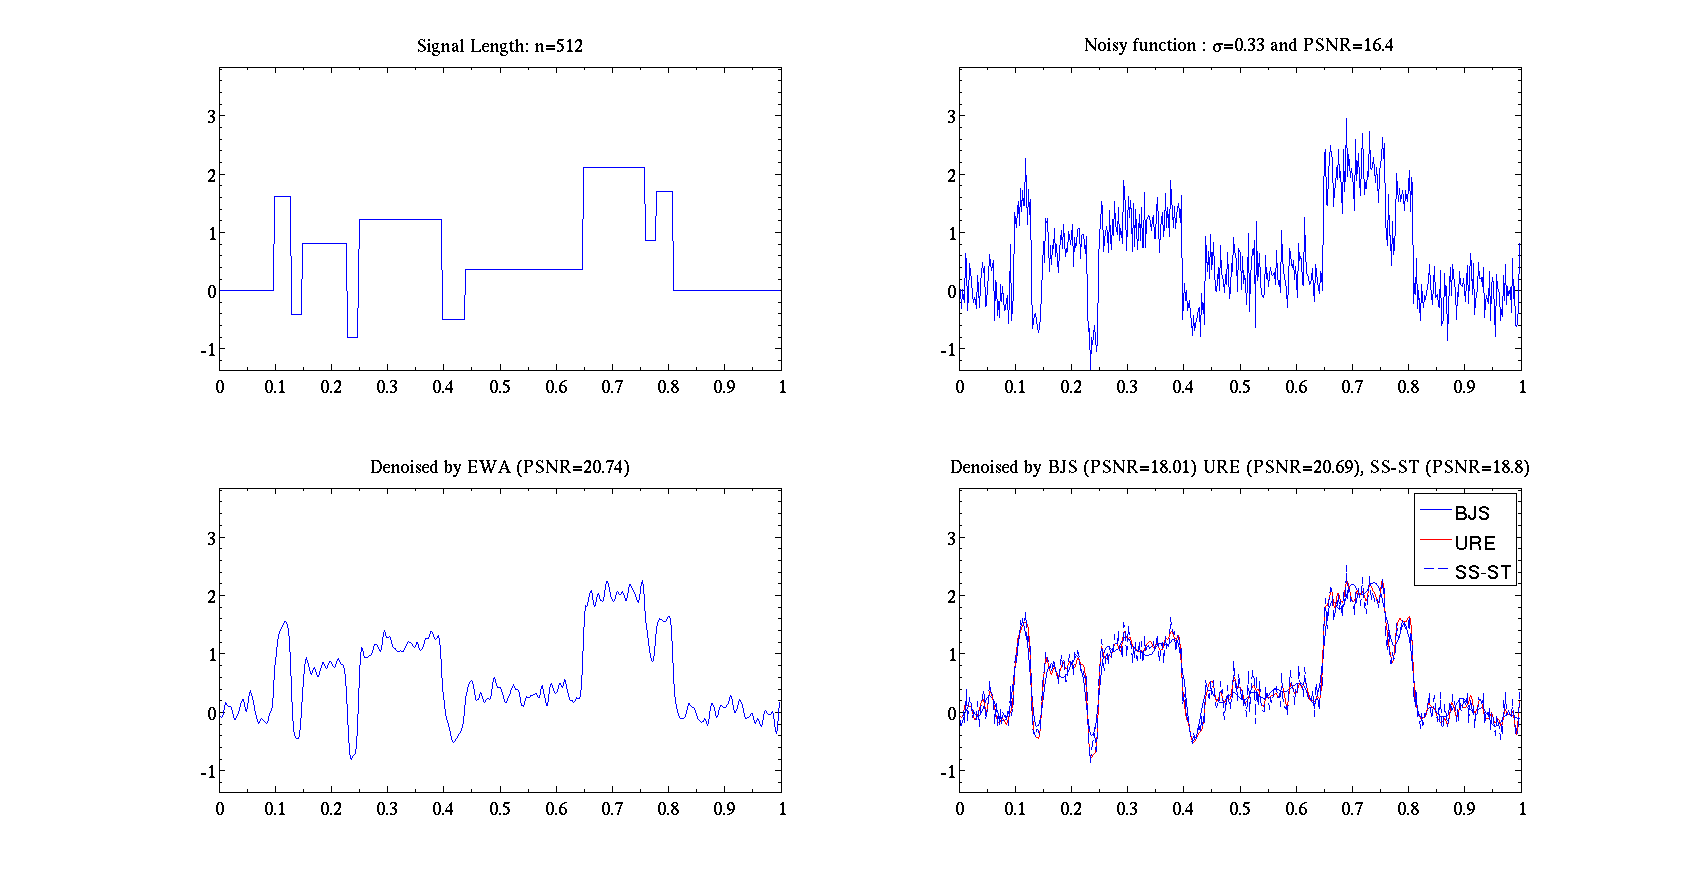 Signal Length: n=512
3
2
1
0
-1
0 0.1 0.2 0.3 0.4 0.5 0.6 0.7 0.8 0.9 1
Noisy function : σ=0.33 and PSNR=16.4
3
2
1
0
-1
0 0.1 0.2 0.3 0.4 0.5 0.6 0.7 0.8 0.9 1
Denoised by EWA (PSNR=20.74)
3
2
1
0
-1
0 0.1 0.2 0.3 0.4 0.5 0.6 0.7 0.8 0.9 1
Denoised by BJS (PSNR=18.01) URE (PSNR=20.69), SS-ST (PSNR=18.8)
BJS
URE
SS-ST
3
2
1
0
-1
0 0.1 0.2 0.3 0.4 0.5 0.6 0.7 0.8 0.9 1